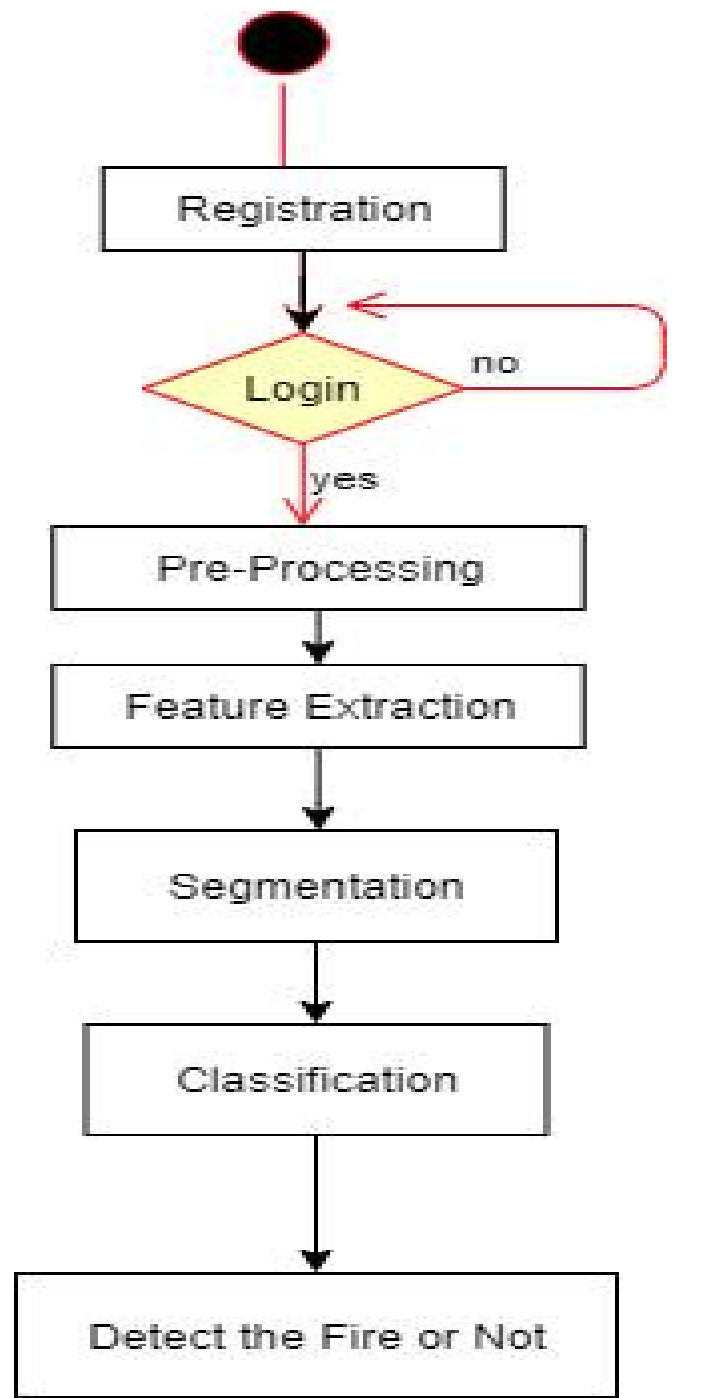 Registration
Login
no
yes
Pre-Processing
Feature Extraction
Segmentation
Classification
Detect the Fire or Not